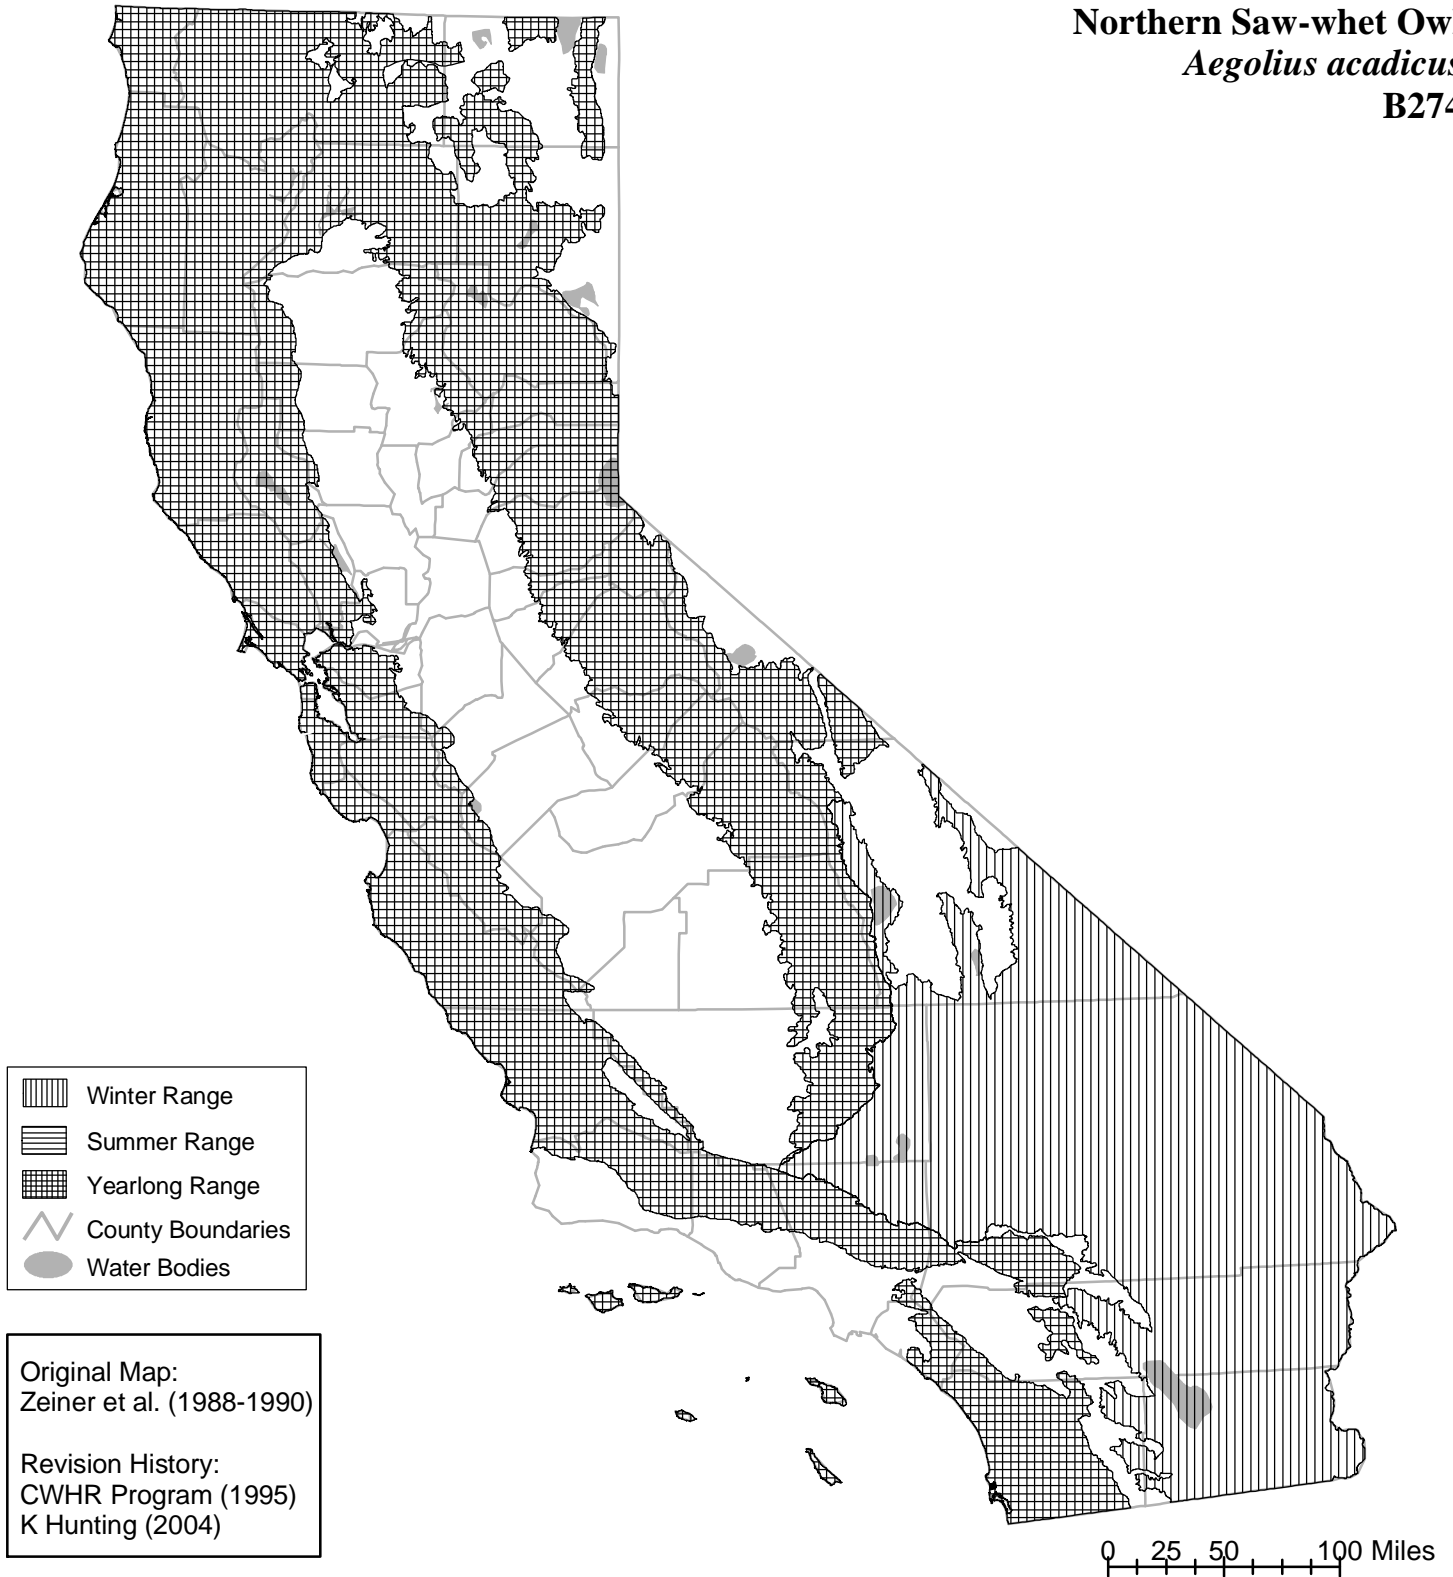 Northern Saw-whet Ow
Aegolius acadicus
B274
Winter Range
Summer Range
Yearlong Range
County Boundaries
Water Bodies
Original Map:
Zeiner et al. (1988-1990)
Revision History:
CWHR Program (1995)
K Hunting (2004)
0 25 50 100 Miles